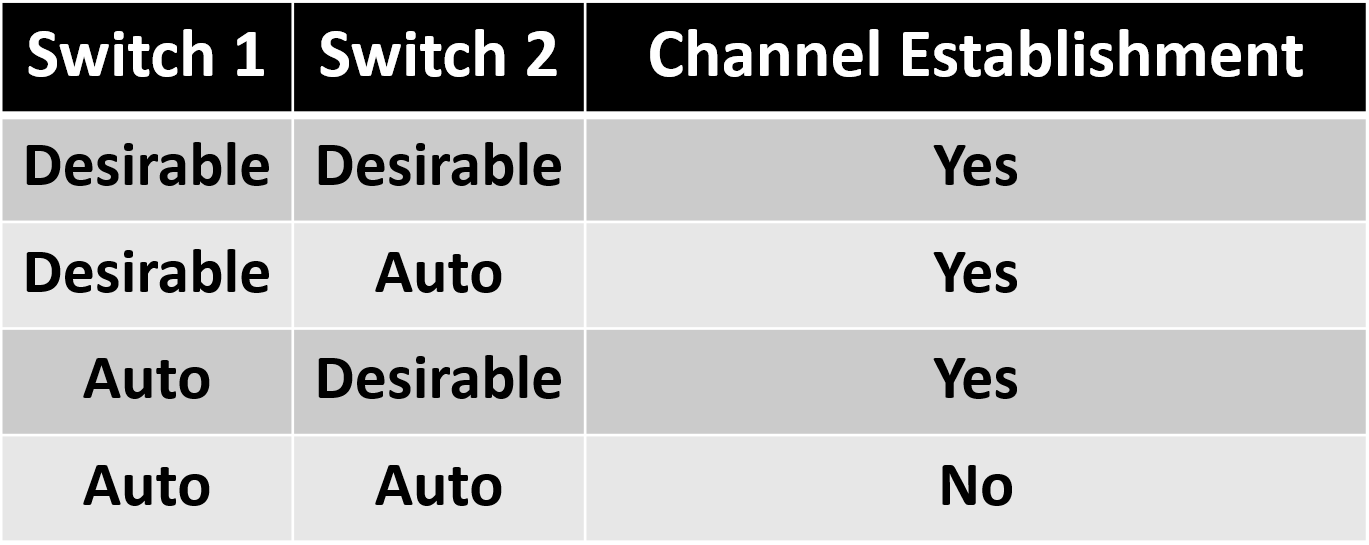 Switch 1 Switch 2 Channel Establishment
Desirable Desirable Yes
Desirable Auto Yes
Auto Desirable Yes
Auto Auto No